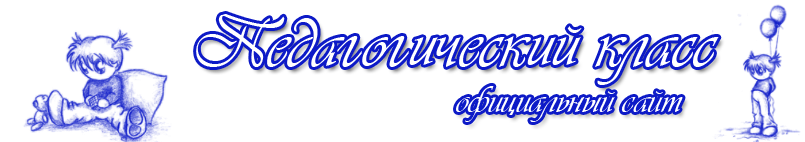 Педагогический класс
официальный сайт